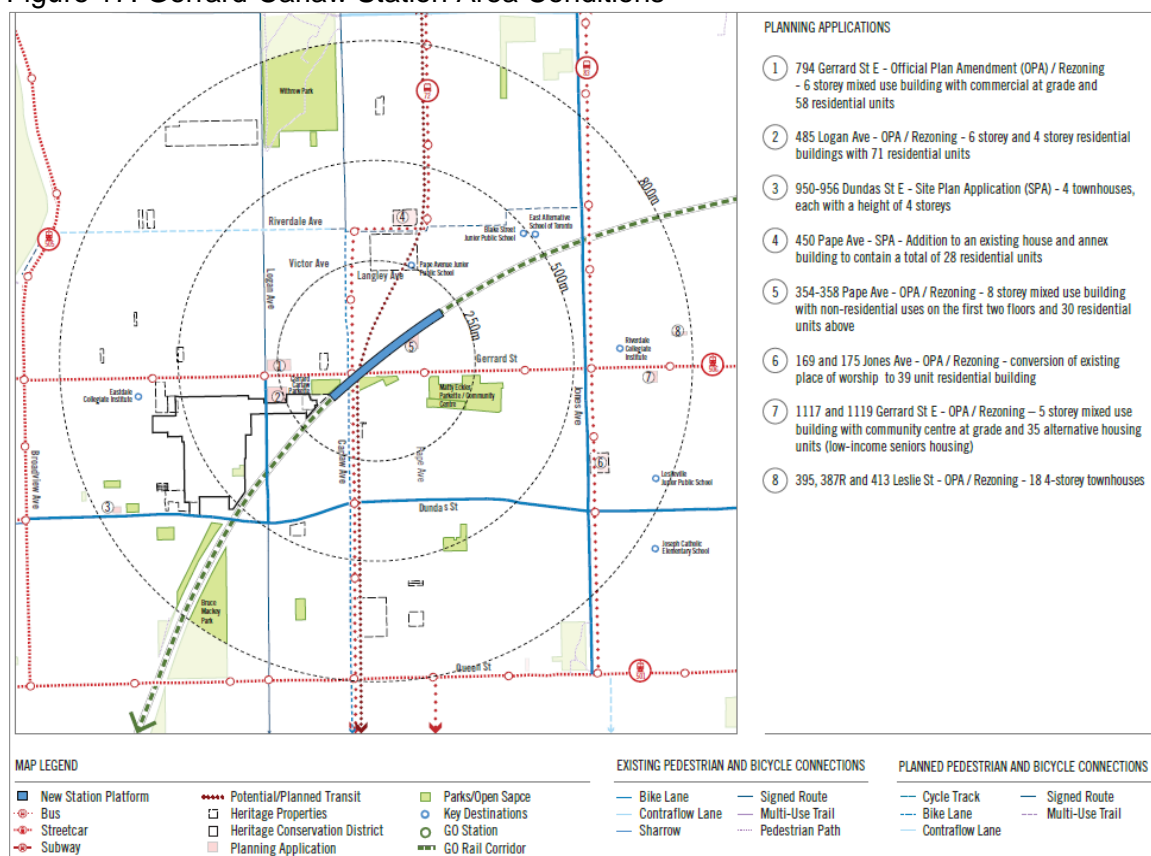 Figure 17: Gerrard-Carlaw Station Area Conditions
PLANNING APPLICATIONS
1 794 Gerrard St E - Official Plan Amendment (OPA) / Rezoning
- 6 storey mixed use building with commercial at grade and
58 residential units
2 485 Logan Ave - OPA / Rezoning - 6 storey and 4 storey residential
buildings with 71 residential units
3 950-956 Dundas St E - Site Plan Application (SPA) - 4 townhouses,
each with a height of 4 storeys
4 450 Pape Ave - SPA - Addition to an existing house and annex
building to contain a total of 28 residential units
5 354-358 Pape Ave - OPA / Rezoning - 8 storey mixed use building
with non-residential uses on the first two floors and 30 residential
units above
6 169 and 175 Jones Ave - OPA / Rezoning - conversion of existing
place of worship to 39 unit residential building
7 1117 and 1119 Gerrard St E - OPA / Rezoning – 5 storey mixed use
building with community centre at grade and 35 alternative housing
units (low-income seniors housing)
8 395, 387R and 413 Leslie St - OPA / Rezoning - 18 4-storey townhouses
Withrow Park
72
83
800m
Riverdale Ave
4
East Alternative
School of Toronto
Blake Street
Junior Public School
505
Victor Ave
Pape Avenue Junior
Public School
Langley Ave
500m
Logan Ave
250m
5
8
Riverdale
Collegiate
Institute
1
Gerrard St
506
7
2
Eastdale
Collegiate Institute
Matty Eckler
Parkette / Community
Centre
Jones Ave
Broadview Ave
Carlaw Ave
Pape Ave
6
Leslieville
Junior Public School
3
Dundas St
Joseph Catholic
Elementary School
Bruce
Mackey
Park
Queen St
501
MAP LEGEND
New Station Platform
Bus
Streetcar
Subway
Potential/Planned Transit
Heritage Properties
Heritage Conservation District
Planning Application
Parks/Open Sapce
Key Destinations
GO Station
GO Rail Corridor
EXISTING PEDESTRIAN AND BICYCLE CONNECTIONS
Bike Lane
Contraflow Lane
Sharrow
Signed Route
Multi-Use Trail
Pedestrian Path
PLANNED PEDESTRIAN AND BICYCLE CONNECTIONS
Cycle Track
Bike Lane
Contraflow Lane
Signed Route
Multi-Use Trail